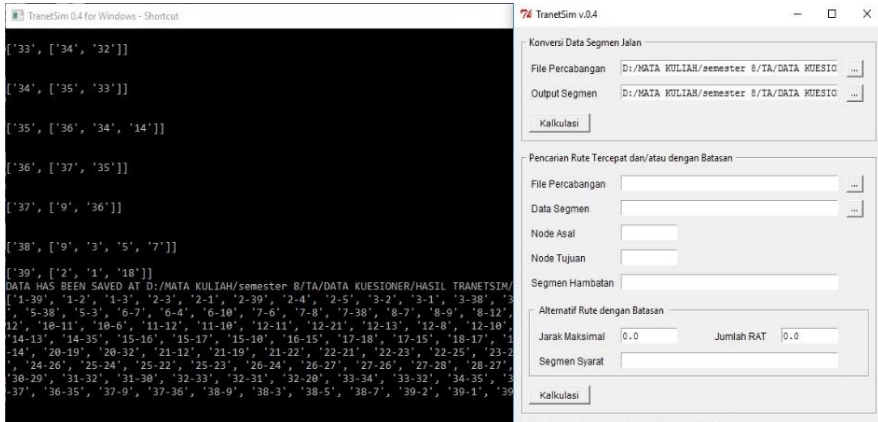 TranetSim 0.4 for Windows - Shortcut
['33', ['34', '32']]
['34', ['35', '33']]
['35', ['36', '34', '14']]
['36', ['37', '35']]
['37', ['9', '36']]
['38', ['9', '3', '5', '7']]
['39', ['2', '1', '18']]
DATA HAS BEEN SAVED AT D:/MATA KULIAH/semester 8/TA/DATA KUESIONER/HASIL TRANETSIM/
['1-39', '1-2', '1-3', '2-3', '2-1', '2-39', '2-4', '2-5', '3-2', '3-1', '3-38', '3
', '5-38', '5-3', '6-7', '6-4', '6-10', '7-6', '7-8', '7-38', '8-7', '8-9', '8-12',
12', '10-11', '10-6', '11-12', '11-10', '12-11', '12-21', '12-13', '12-8', '12-10',
'14-13', '14-35', '15-16', '15-17', '15-10', '16-15', '17-18', '17-15', '18-17', '1
-14', '20-19', '20-32', '21-12', '21-19', '21-22', '22-21', '22-23', '22-25', '23-2
', '24-26', '25-24', '25-22', '25-23', '26-24', '26-27', '27-26', '27-28', '28-27',
'30-29', '31-32', '31-30', '32-33', '32-31', '32-20', '33-34', '33-32', '34-35', '3
-37', '36-35', '37-9', '37-36', '38-9', '38-3', '38-5', '38-7', '39-2', '39-1', '39
TranetSim v.0.4
Konversi Data Segmen Jalan
File Percabangan D:/MATA KULIAH/semester 8/TA/DATA KUESIO ...
Output Segmen D:/MATA KULIAH/semester 8/TA/DATA KUESIO ...
Kalkulasi
Pencarian Rute Tercepat dan/atau dengan Batasan
File Percabangan ...
Data Segmen ...
Node Asal
Node Tujuan
Segmen Hambatan
Alternatif Rute dengan Batasan
Jarak Maksimal 0.0 Jumlah RAT 0.0
Segmen Syarat
Kalkulasi